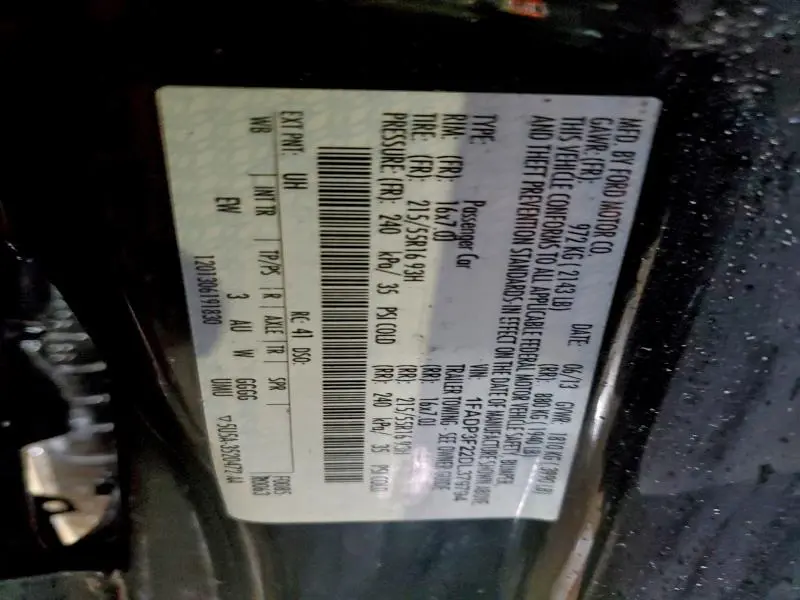 MFD. BY FORD MOTOR CO.
DATE: 06/13 GVWR: 1810 KG
GAWR: (FR): 972 KG (2143 LB) (RR): 880 KG (1940 LB)
THIS VEHICLE CONFORMS TO ALL APPLICABLE FEDERAL MOTOR VEHICLE SAFETY, BUMPER,
AND THEFT PREVENTION STANDARDS IN EFFECT ON THE DATE OF MANUFACTURE SHOWN ABOVE
VIN: 1FADP3F22DL379794
TYPE: Passenger Car TRAILER TOWING - SEE OWNER GUIDE
RIM: (FR): 16x7.0 (RR): 16x7.0
TIRE: (FR): 215/55R16 93H (RR): 215/55R16 93H
PRESSURE: (FR): 240 kPa/ 35 PSI COLD (RR): 240 kPa/ 35 PSI COLD
EXT PNT: UH RC: 41 DSO:
WB INT TR TP/PS R AXE TR SPR
EW 3 AU W GGGG
UMU
1201306191830